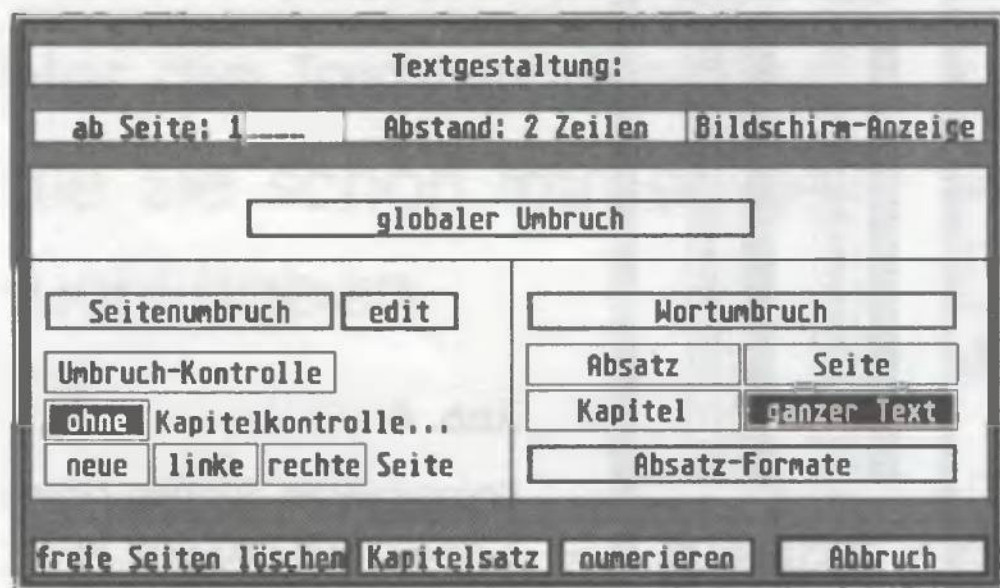 Textgestaltung:
ab Seite: 1____ Abstand: 2 Zeilen Bildschirm-Anzeige
globaler Umbruch
Seitenumbruch edit
Umbruch-Kontrolle
ohne Kapitelkontrolle...
neue linke rechte Seite
Wortumbruch
Absatz Seite
Kapitel ganzer Text
Absatz-Formate
freie Seiten löschen Kapitelsatz numerieren Abbruch